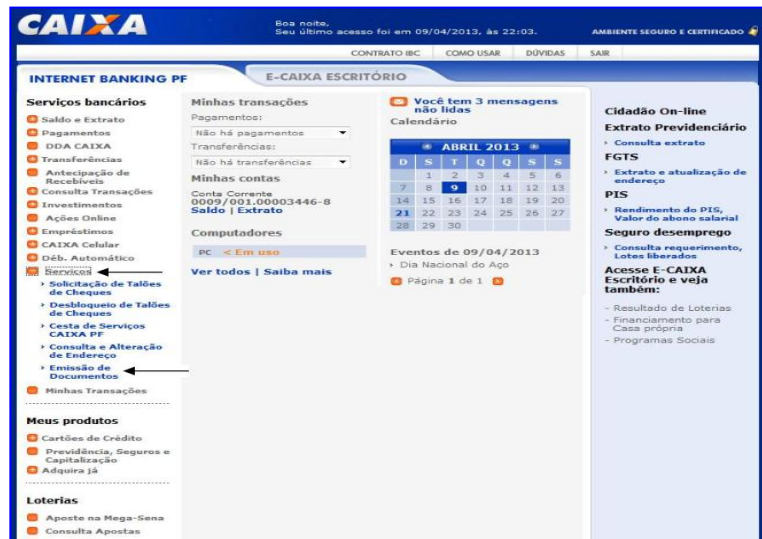 CAIXA
Boa noite,
Seu último acesso foi em 09/04/2013, às 22:03.
AMBIENTE SEGURO E CERTIFICADO
CONTRATO IBC COMO USAR DÚVIDAS SAIR
INTERNET BANKING PF
E-CAIXA ESCRITÓRIO
Serviços bancários
Saldo e Extrato
Pagamentos
DDA CAIXA
Transferências
Antecipação de
Recebíveis
Consulta Transações
Investimentos
Ações Online
Empréstimos
CAIXA Celular
Déb. Automático
Serviços
Solicitação de Talões
de Cheques
Desbloqueio de Talões
de Cheques
Cesta de Serviços
CAIXA PF
Consulta e Alteração
de Endereço
Emissão de
Documentos
Minhas Transações
Meus produtos
Cartões de Crédito
Previdência, Seguros e
Capitalização
Adquira já
Loterias
Aposte na Mega-Sena
Consulta Apostas
Minhas transações
Pagamentos:
Não há pagamentos
Transferências:
Não há transferências
Minhas contas
Conta Corrente
0009/001.00003446-8
Saldo | Extrato
Computadores
PC < Em uso
Ver todos | Saiba mais
Você tem 3 mensagens
não lidas
Calendário
ABRIL 2013
D S T Q Q S S
1 2 3 4 5 6
7 8 9 10 11 12 13
14 15 16 17 18 19 20
21 22 23 24 25 26 27
28 29 30
Eventos de 09/04/2013
Dia Nacional do Aço
Página 1 de 1
Cidadão On-line
Extrato Previdenciário
Consulta extrato
FGTS
Extrato e atualização de
endereço
PIS
Rendimento do PIS,
Valor do abono salarial
Seguro desemprego
Consulta requerimento,
Lotes liberados
Acesse E-CAIXA
Escritório e veja
também:
- Resultado de Loterias
- Financiamento para
Casa própria
- Programas Sociais